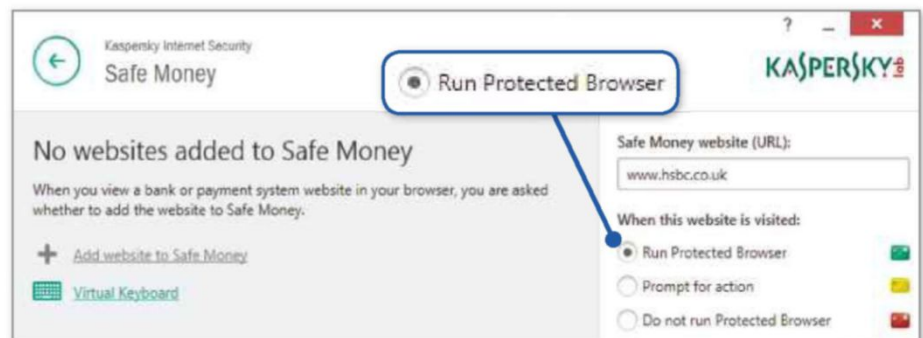 ? _ ×
Kaspersky Internet Security
Safe Money
Run Protected Browser
KASPERSKY lab
No websites added to Safe Money
When you view a bank or payment system website in your browser, you are asked
whether to add the website to Safe Money.
+ Add website to Safe Money
Virtual Keyboard
Safe Money website (URL):
www.hsbc.co.uk
When this website is visited:
Run Protected Browser
Prompt for action
Do not run Protected Browser